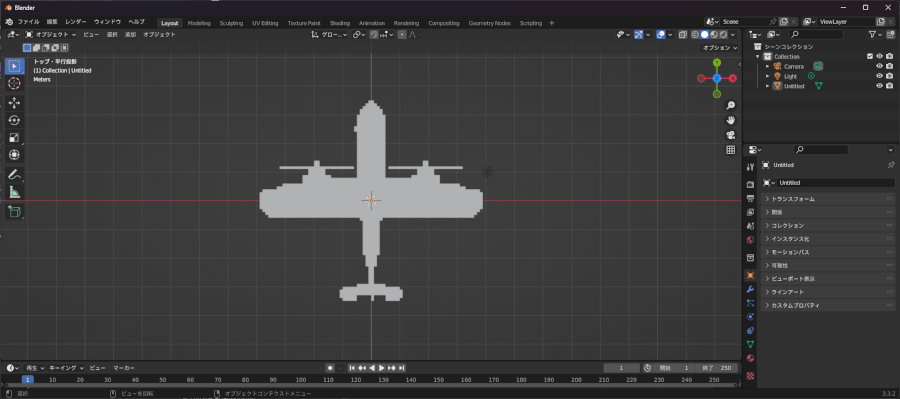 Blender
ファイル 編集 レンダー ウィンドウ ヘルプ Layout Modeling Sculpting UV Editing Texture Paint Shading Animation Rendering Compositing Geometry Nodes Scripting + Scene ViewLayer
オブジェクト ビュー 選択 追加 オブジェクト グロー...
オプション
トップ・平行投影
(1) Collection | Untitled
Meters
Y
X
Z
シーンコレクション
Collection
Camera
Light
Untitled
Untitled
Untitled
トランスフォーム
関係
コレクション
インスタンス化
モーションパス
可視性
ビューポート表示
ラインアート
カスタムプロパティ
再生 キーイング ビュー マーカー 1 開始 1 終了 250
1 10 20 30 40 50 60 70 80 90 100 110 120 130 140 150 160 170 180 190 200 210 220 230 240 250
選択 ビューを回転 オブジェクトコンテクストメニュー 3.3.2